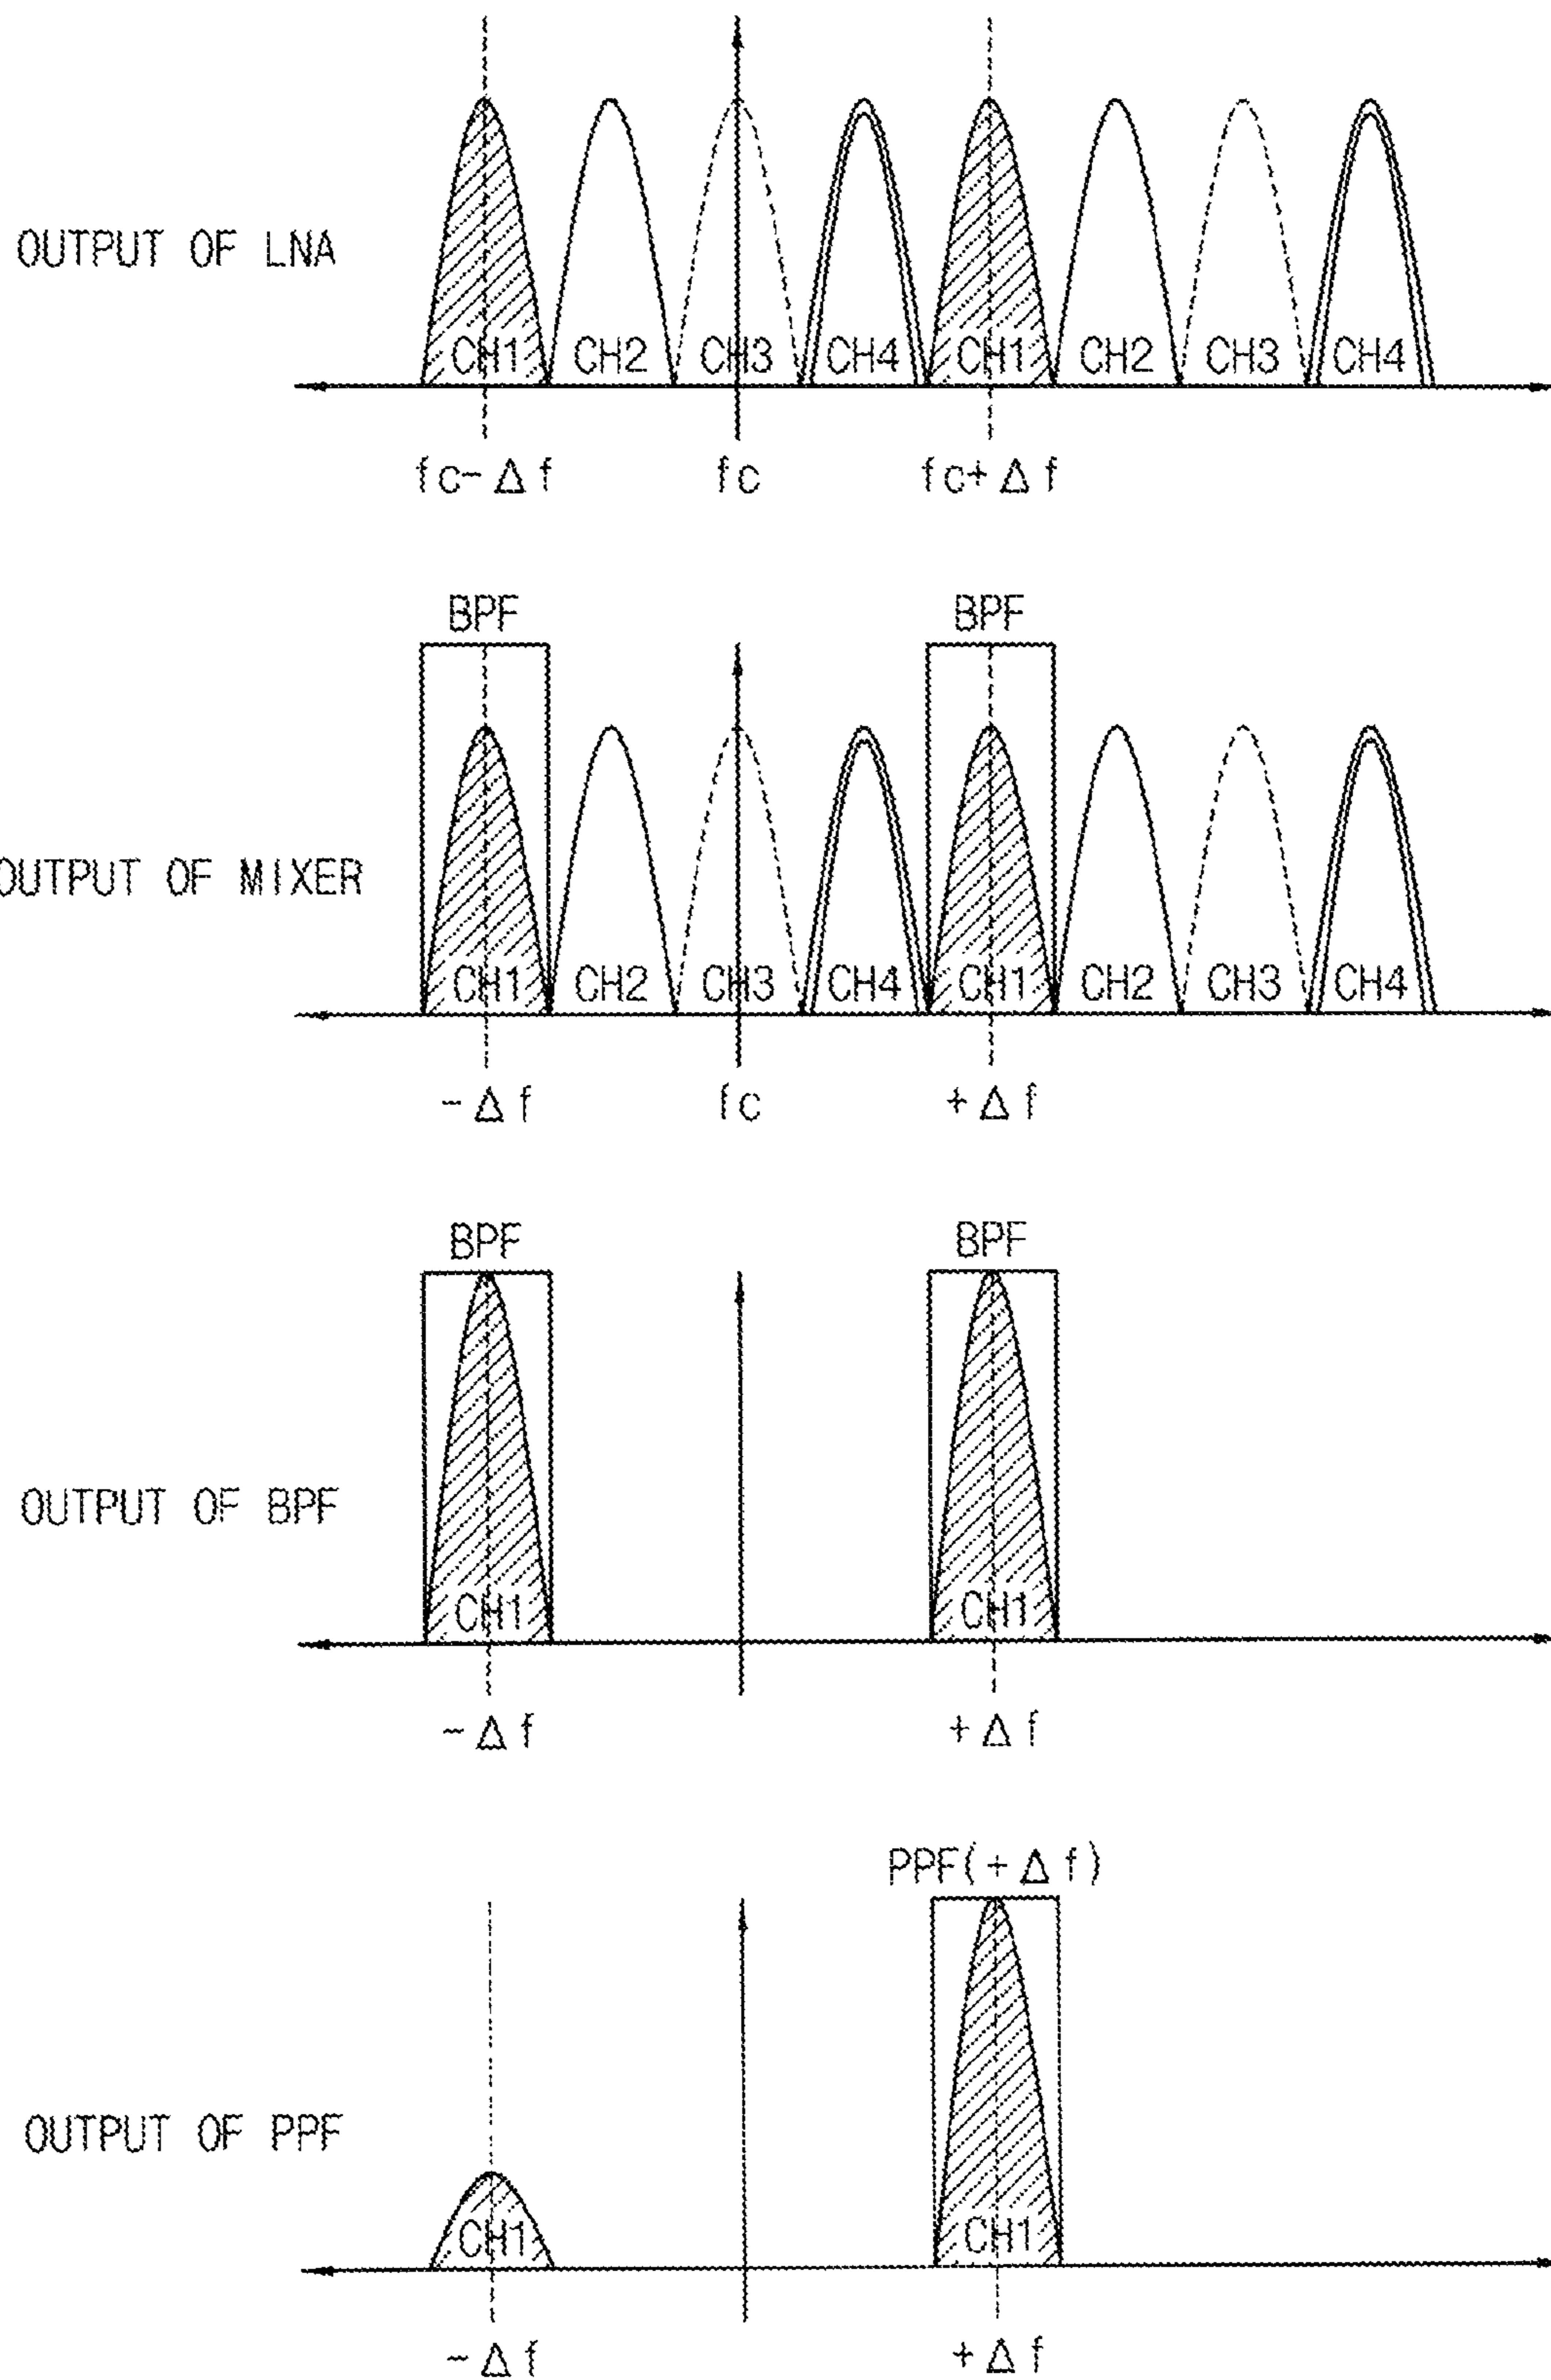 OUTPUT OF LNA
CH1 CH2 CH3 CH4 CH1 CH2 CH3 CH4
fc-Δf fc fc+Δf
BPF BPF
OUTPUT OF MIXER
CH1 CH2 CH3 CH4 CH1 CH2 CH3 CH4
-Δf fc +Δf
BPF BPF
OUTPUT OF BPF
CH1 CH1
-Δf +Δf
PPF(+Δf)
OUTPUT OF PPF
CH1 CH1
-Δf +Δf